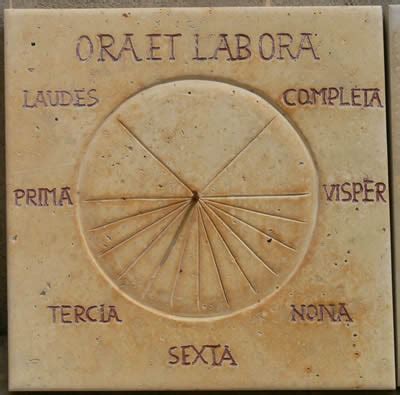 ORA ET LABORA
LAUDES COMPLETA
PRIMA VISPER
TERCIA NONA
SEXTA